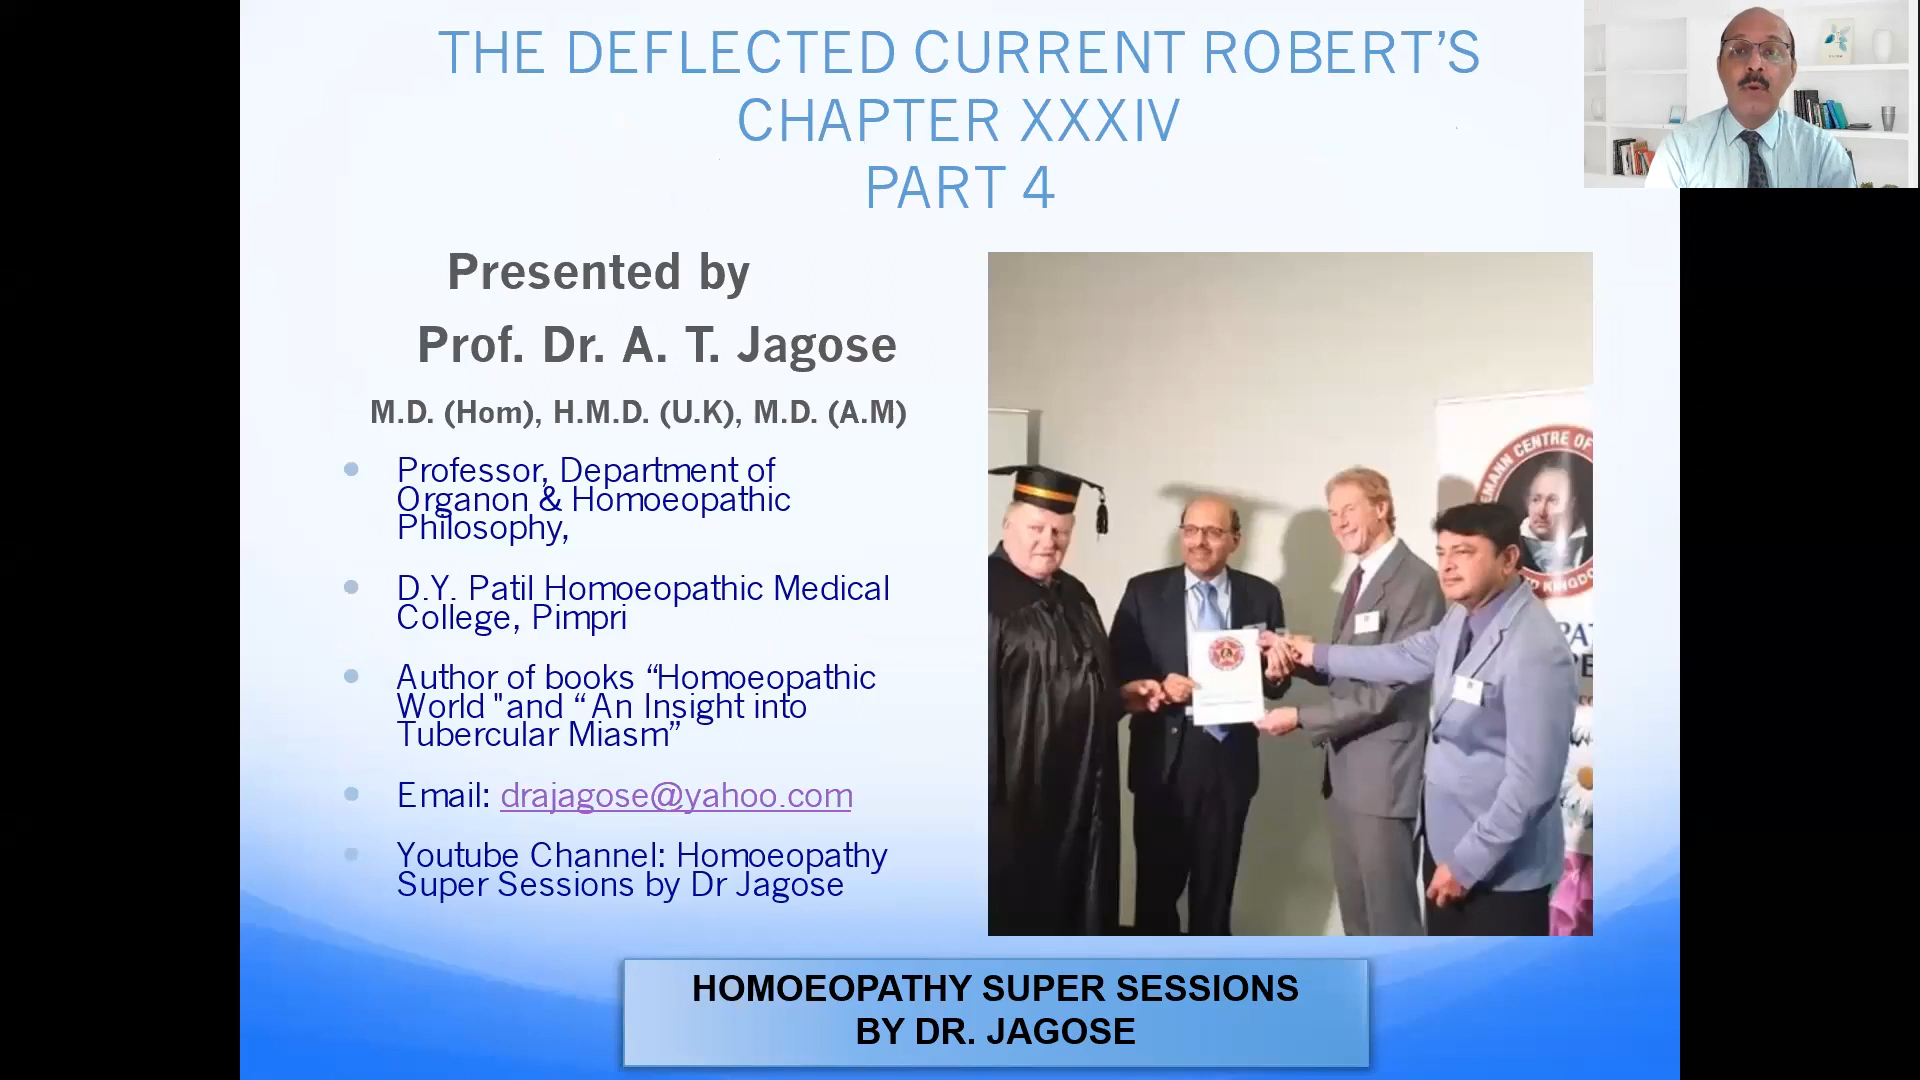 THE DEFLECTED CURRENT ROBERT’S
CHAPTER XXXIV
PART 4
Presented by
Prof. Dr. A. T. Jagose
M.D. (Hom), H.M.D. (U.K), M.D. (A.M)
Professor, Department of
Organon & Homoeopathic
Philosophy,
D.Y. Patil Homoeopathic Medical
College, Pimpri
Author of books “Homoeopathic
World "and “An Insight into
Tubercular Miasm”
Email: drajagose@yahoo.com
Youtube Channel: Homoeopathy
Super Sessions by Dr Jagose
EMANN CENTRE OF
HOMOEOPATHY SUPER SESSIONS
BY DR. JAGOSE